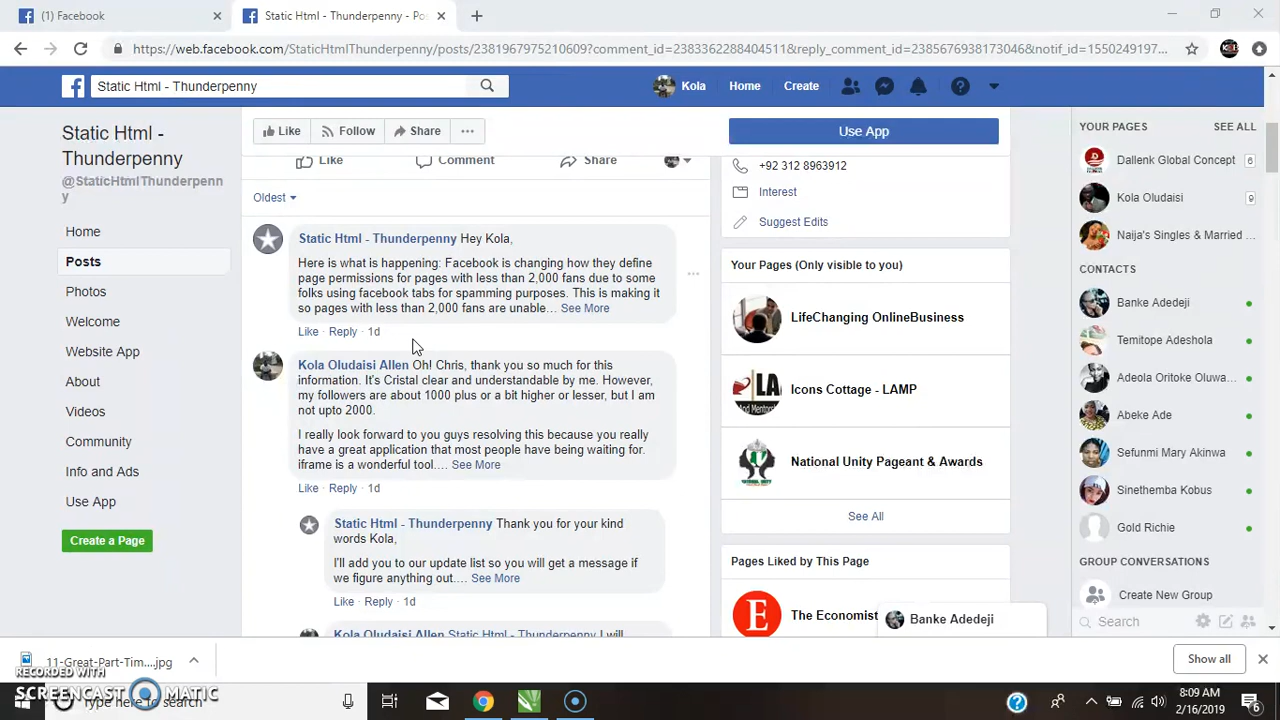 (1) Facebook
Static Html - Thunderpenny - Po
https://web.facebook.com/StaticHtmlThunderpenny/posts/2381967975210609?comment_id=2383362288404511&reply_comment_id=2385676938173046&notif_id=1550249197...
Static Html - Thunderpenny
Kola
Home
Create
Static Html -
Thunderpenny
@StaticHtmlThunderpenn
y
Home
Posts
Photos
Welcome
Website App
About
Videos
Community
Info and Ads
Use App
Create a Page
Like
Follow
Share
Use App
Like
Comment
Share
Oldest
Static Html - Thunderpenny Hey Kola,
Here is what is happening: Facebook is changing how they define
page permissions for pages with less than 2,000 fans due to some
folks using facebook tabs for spamming purposes. This is making it
so pages with less than 2,000 fans are unable... See More
Like · Reply · 1d
Kola Oludaisi Allen Oh! Chris, thank you so much for this
information. It's Cristal clear and understandable by me. However,
my followers are about 1000 plus or a bit higher or lesser, but I am
not upto 2000.
I really look forward to you guys resolving this because you really
have a great application that most people have being waiting for.
iframe is a wonderful tool.... See More
Like · Reply · 1d
Static Html - Thunderpenny Thank you for your kind
words Kola,
I'll add you to our update list so you will get a message if
we figure anything out.... See More
Like · Reply · 1d
Kola Oludaisi Allen Static Html - Thunderpenny I will
+92 312 8963912
Interest
Suggest Edits
Your Pages (Only visible to you)
LifeChanging OnlineBusiness
Icons Cottage - LAMP
National Unity Pageant & Awards
See All
Pages Liked by This Page
E
The Economist
Banke Adedeji
YOUR PAGES
SEE ALL
Dallenk Global Concept
6
Kola Oludaisi
9
Naija's Singles & Married ...
CONTACTS
Banke Adedeji
Temitope Adeshola
Adeola Oritoke Oluwa...
Abeke Ade
Sefunmi Mary Akinwa
Sinethemba Kobus
Gold Richie
GROUP CONVERSATIONS
Create New Group
Search
11-Great-Part-Tim....jpg
Show all
RECORDED WITH
SCREENCAST MATIC
Type here to search
8:09 AM
2/16/2019
6